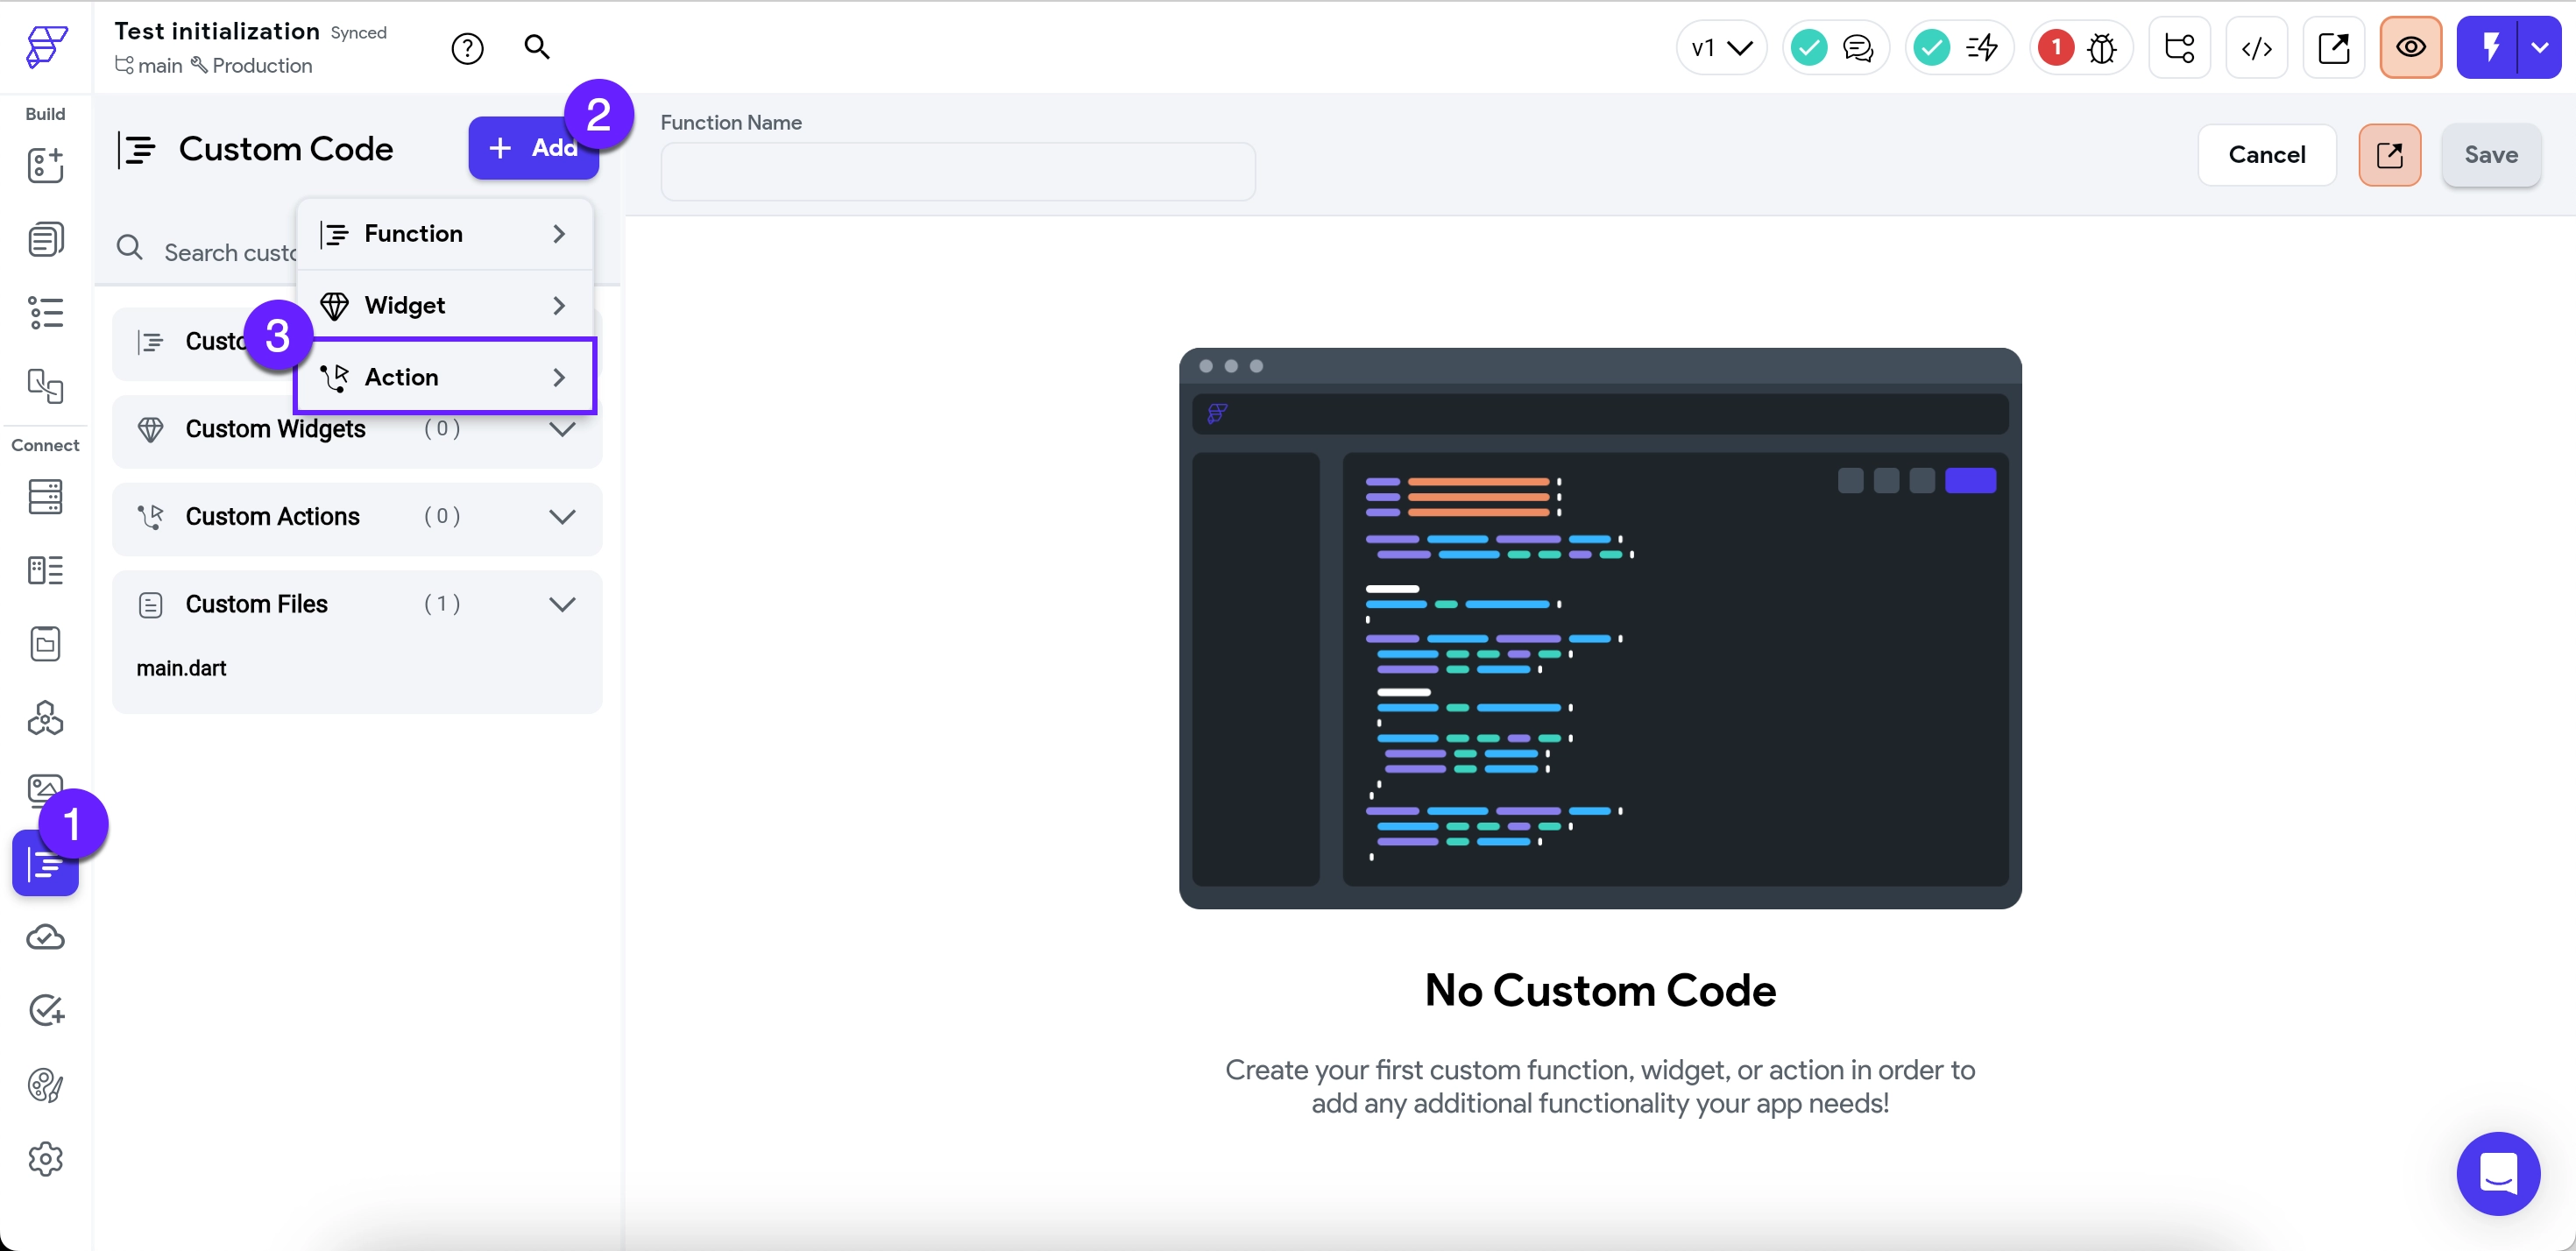 Test initialization Synced
main Production
v1
1
Build
Connect
Custom Code
+ Add
2
Search custo
Function
Widget
3
Action
Custo
Custom Widgets ( 0 )
Custom Actions ( 0 )
Custom Files ( 1 )
main.dart
1
Function Name
Cancel
Save
No Custom Code
Create your first custom function, widget, or action in order to
add any additional functionality your app needs!